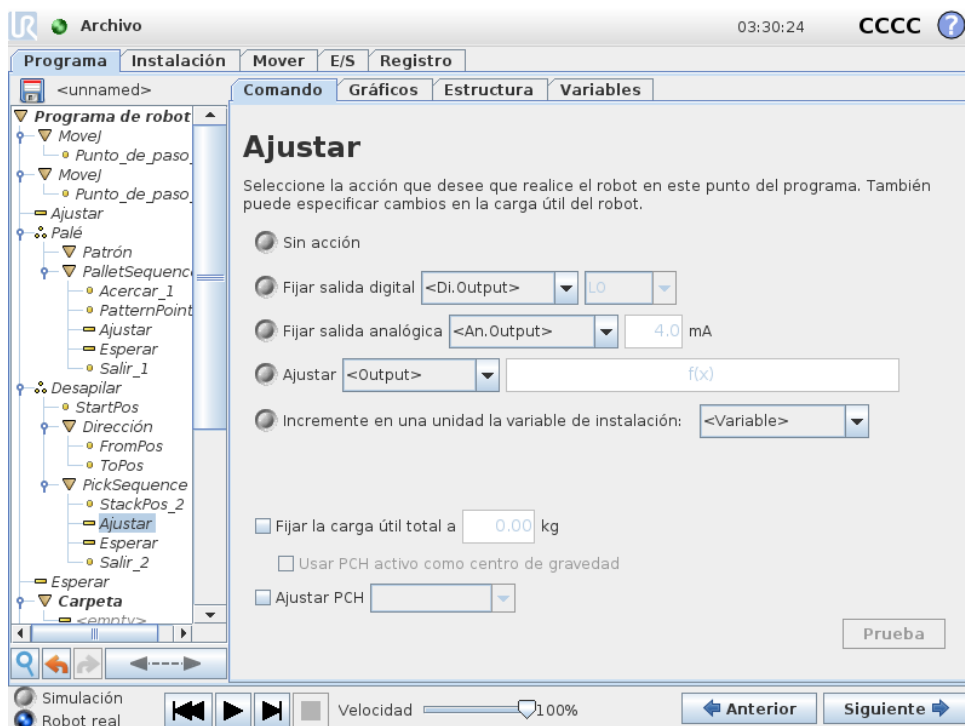 UR Archivo 03:30:24 CCCC ?
Programa Instalación Mover E/S Registro
<unnamed>
Comando Gráficos Estructura Variables
Programa de robot
MoveJ
Punto_de_paso_
MoveJ
Punto_de_paso_
Ajustar
Palé
Patrón
PalletSequenc
Acercar_1
PatternPoint
Ajustar
Esperar
Salir_1
Desapilar
StartPos
Dirección
FromPos
ToPos
PickSequence
StackPos_2
Ajustar
Esperar
Salir_2
Esperar
Carpeta
<empty>
Ajustar
Seleccione la acción que desee que realice el robot en este punto del programa. También
puede especificar cambios en la carga útil del robot.
Sin acción
Fijar salida digital <Di.Output> LO
Fijar salida analógica <An.Output> 4.0 mA
Ajustar <Output> f(x)
Incremente en una unidad la variable de instalación: <Variable>
Fijar la carga útil total a 0.00 kg
Usar PCH activo como centro de gravedad
Ajustar PCH
Prueba
Simulación
Robot real
Velocidad 100%
Anterior Siguiente